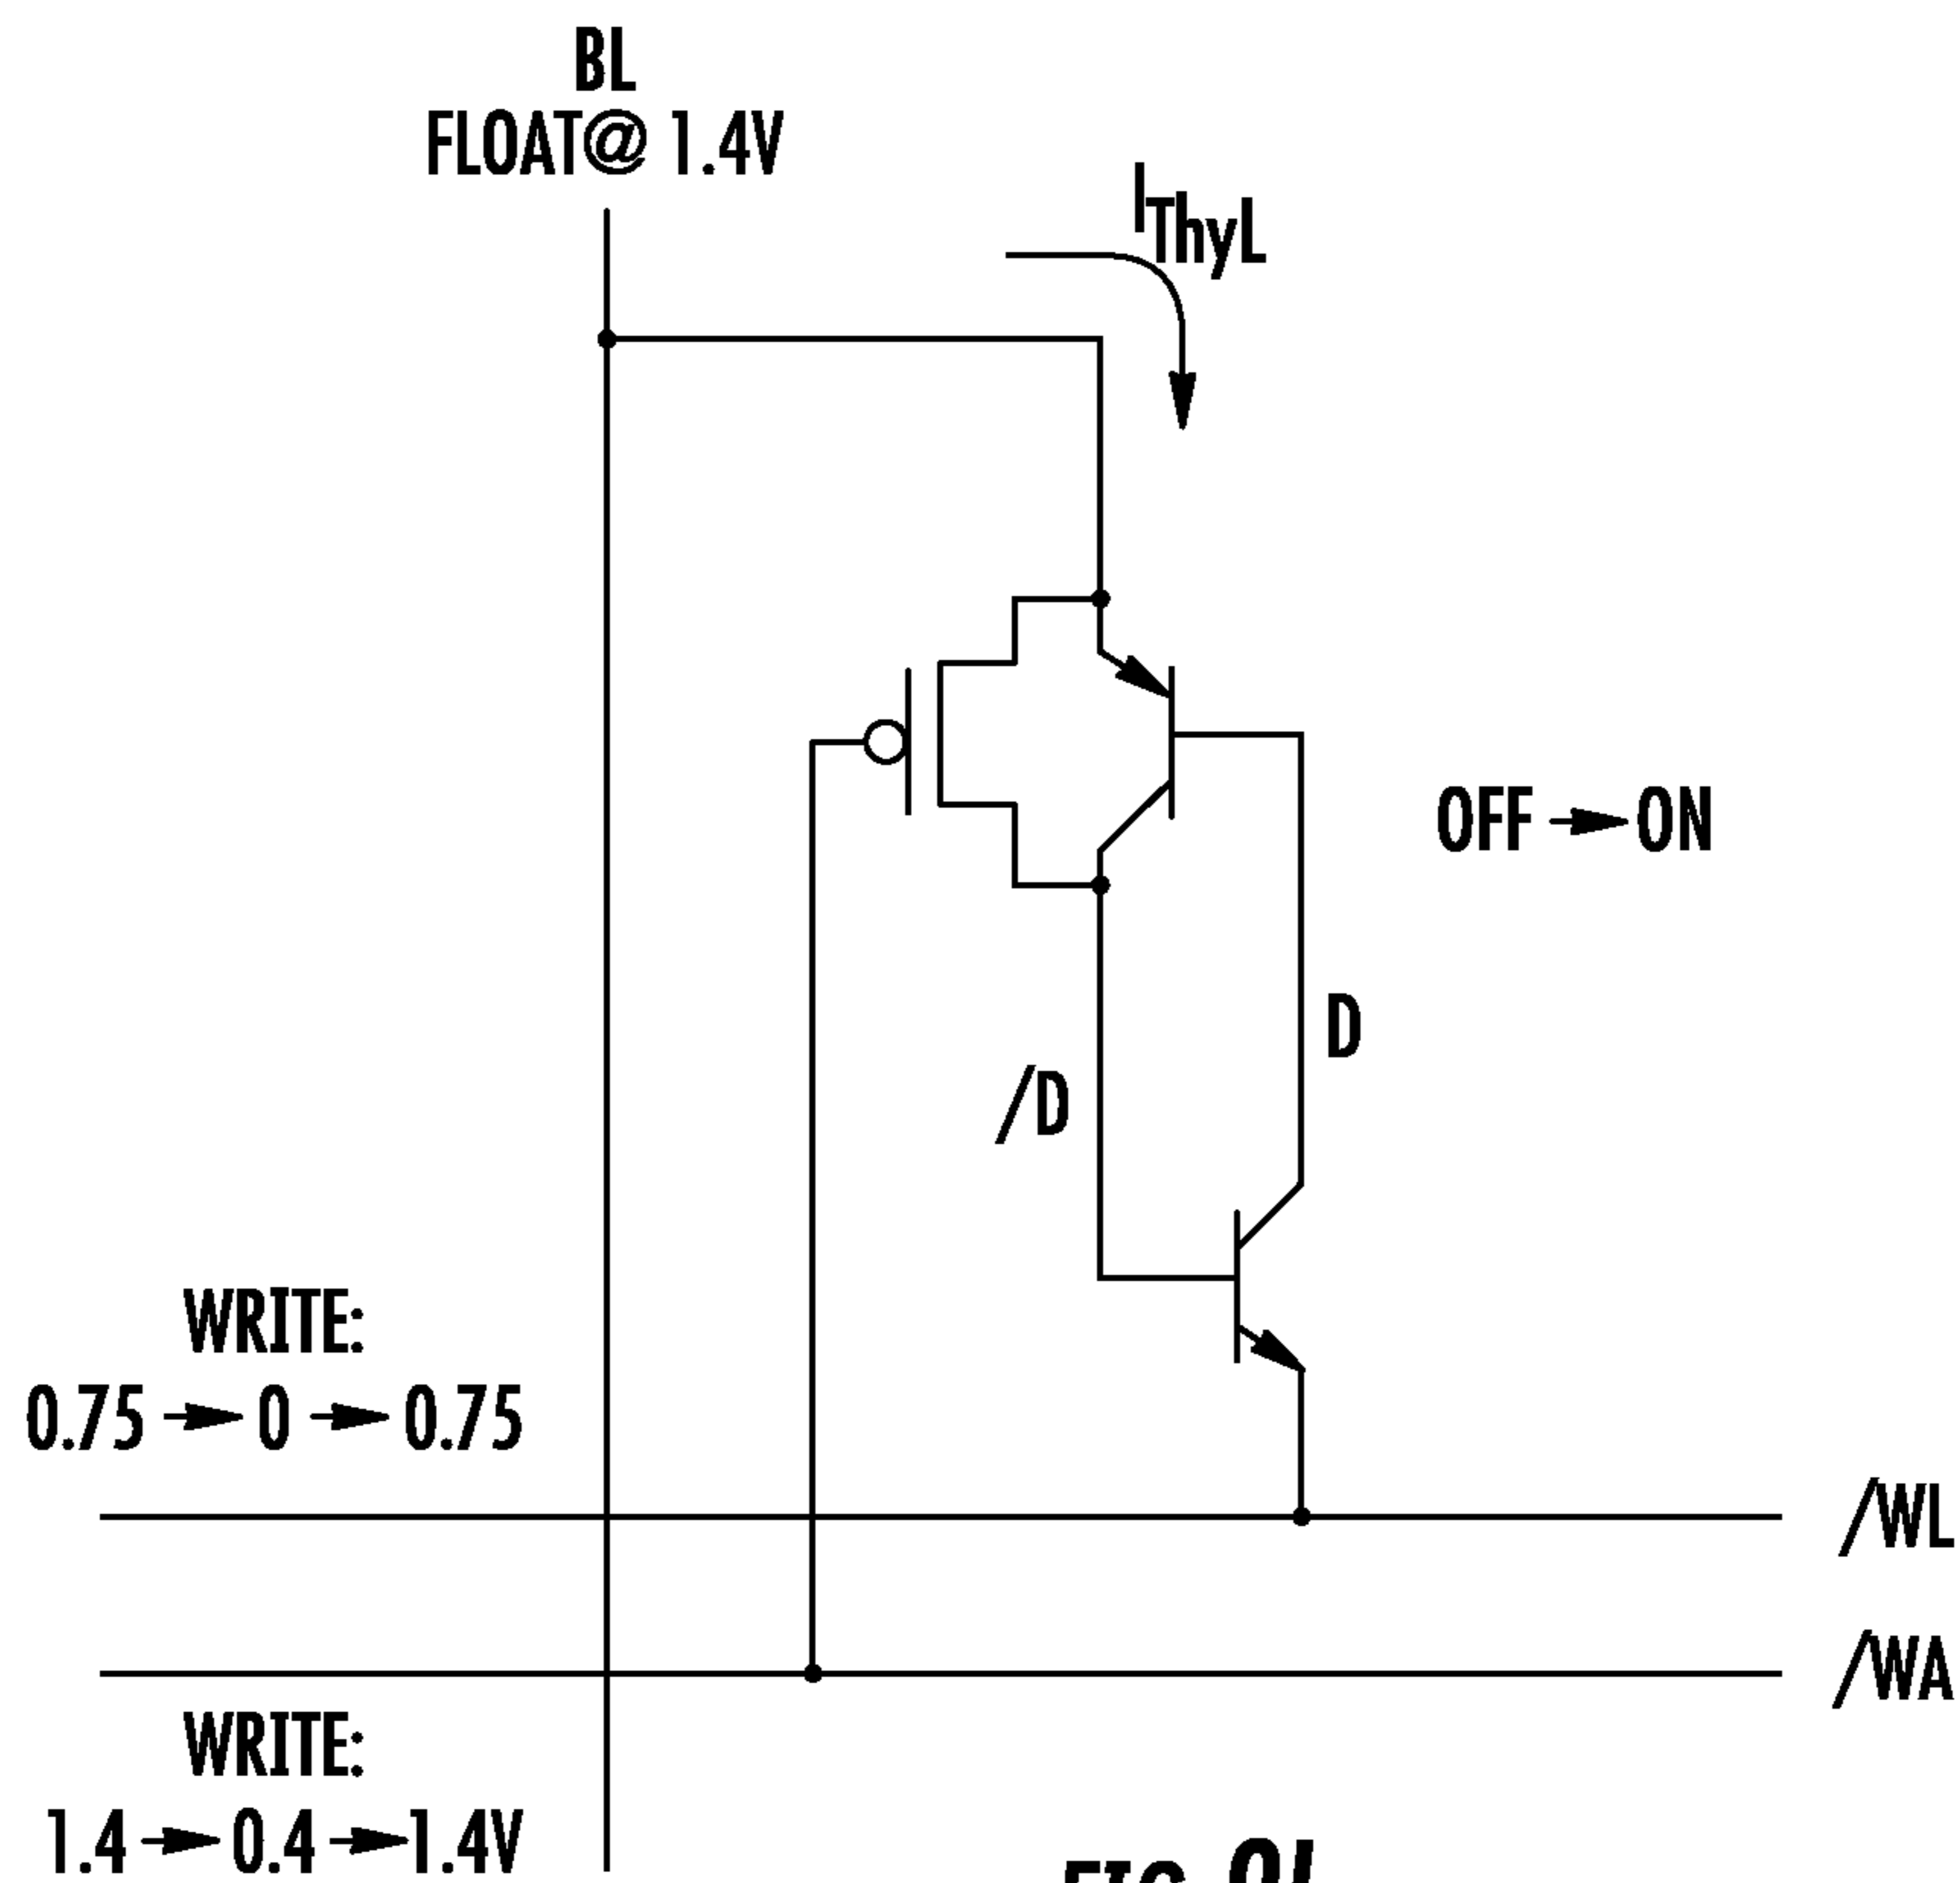 BL
FLOAT@ 1.4V
IThyL
OFF → ON
D
/D
WRITE:
0.75 → 0 → 0.75
/WL
/WA
WRITE:
1.4 → 0.4 → 1.4V